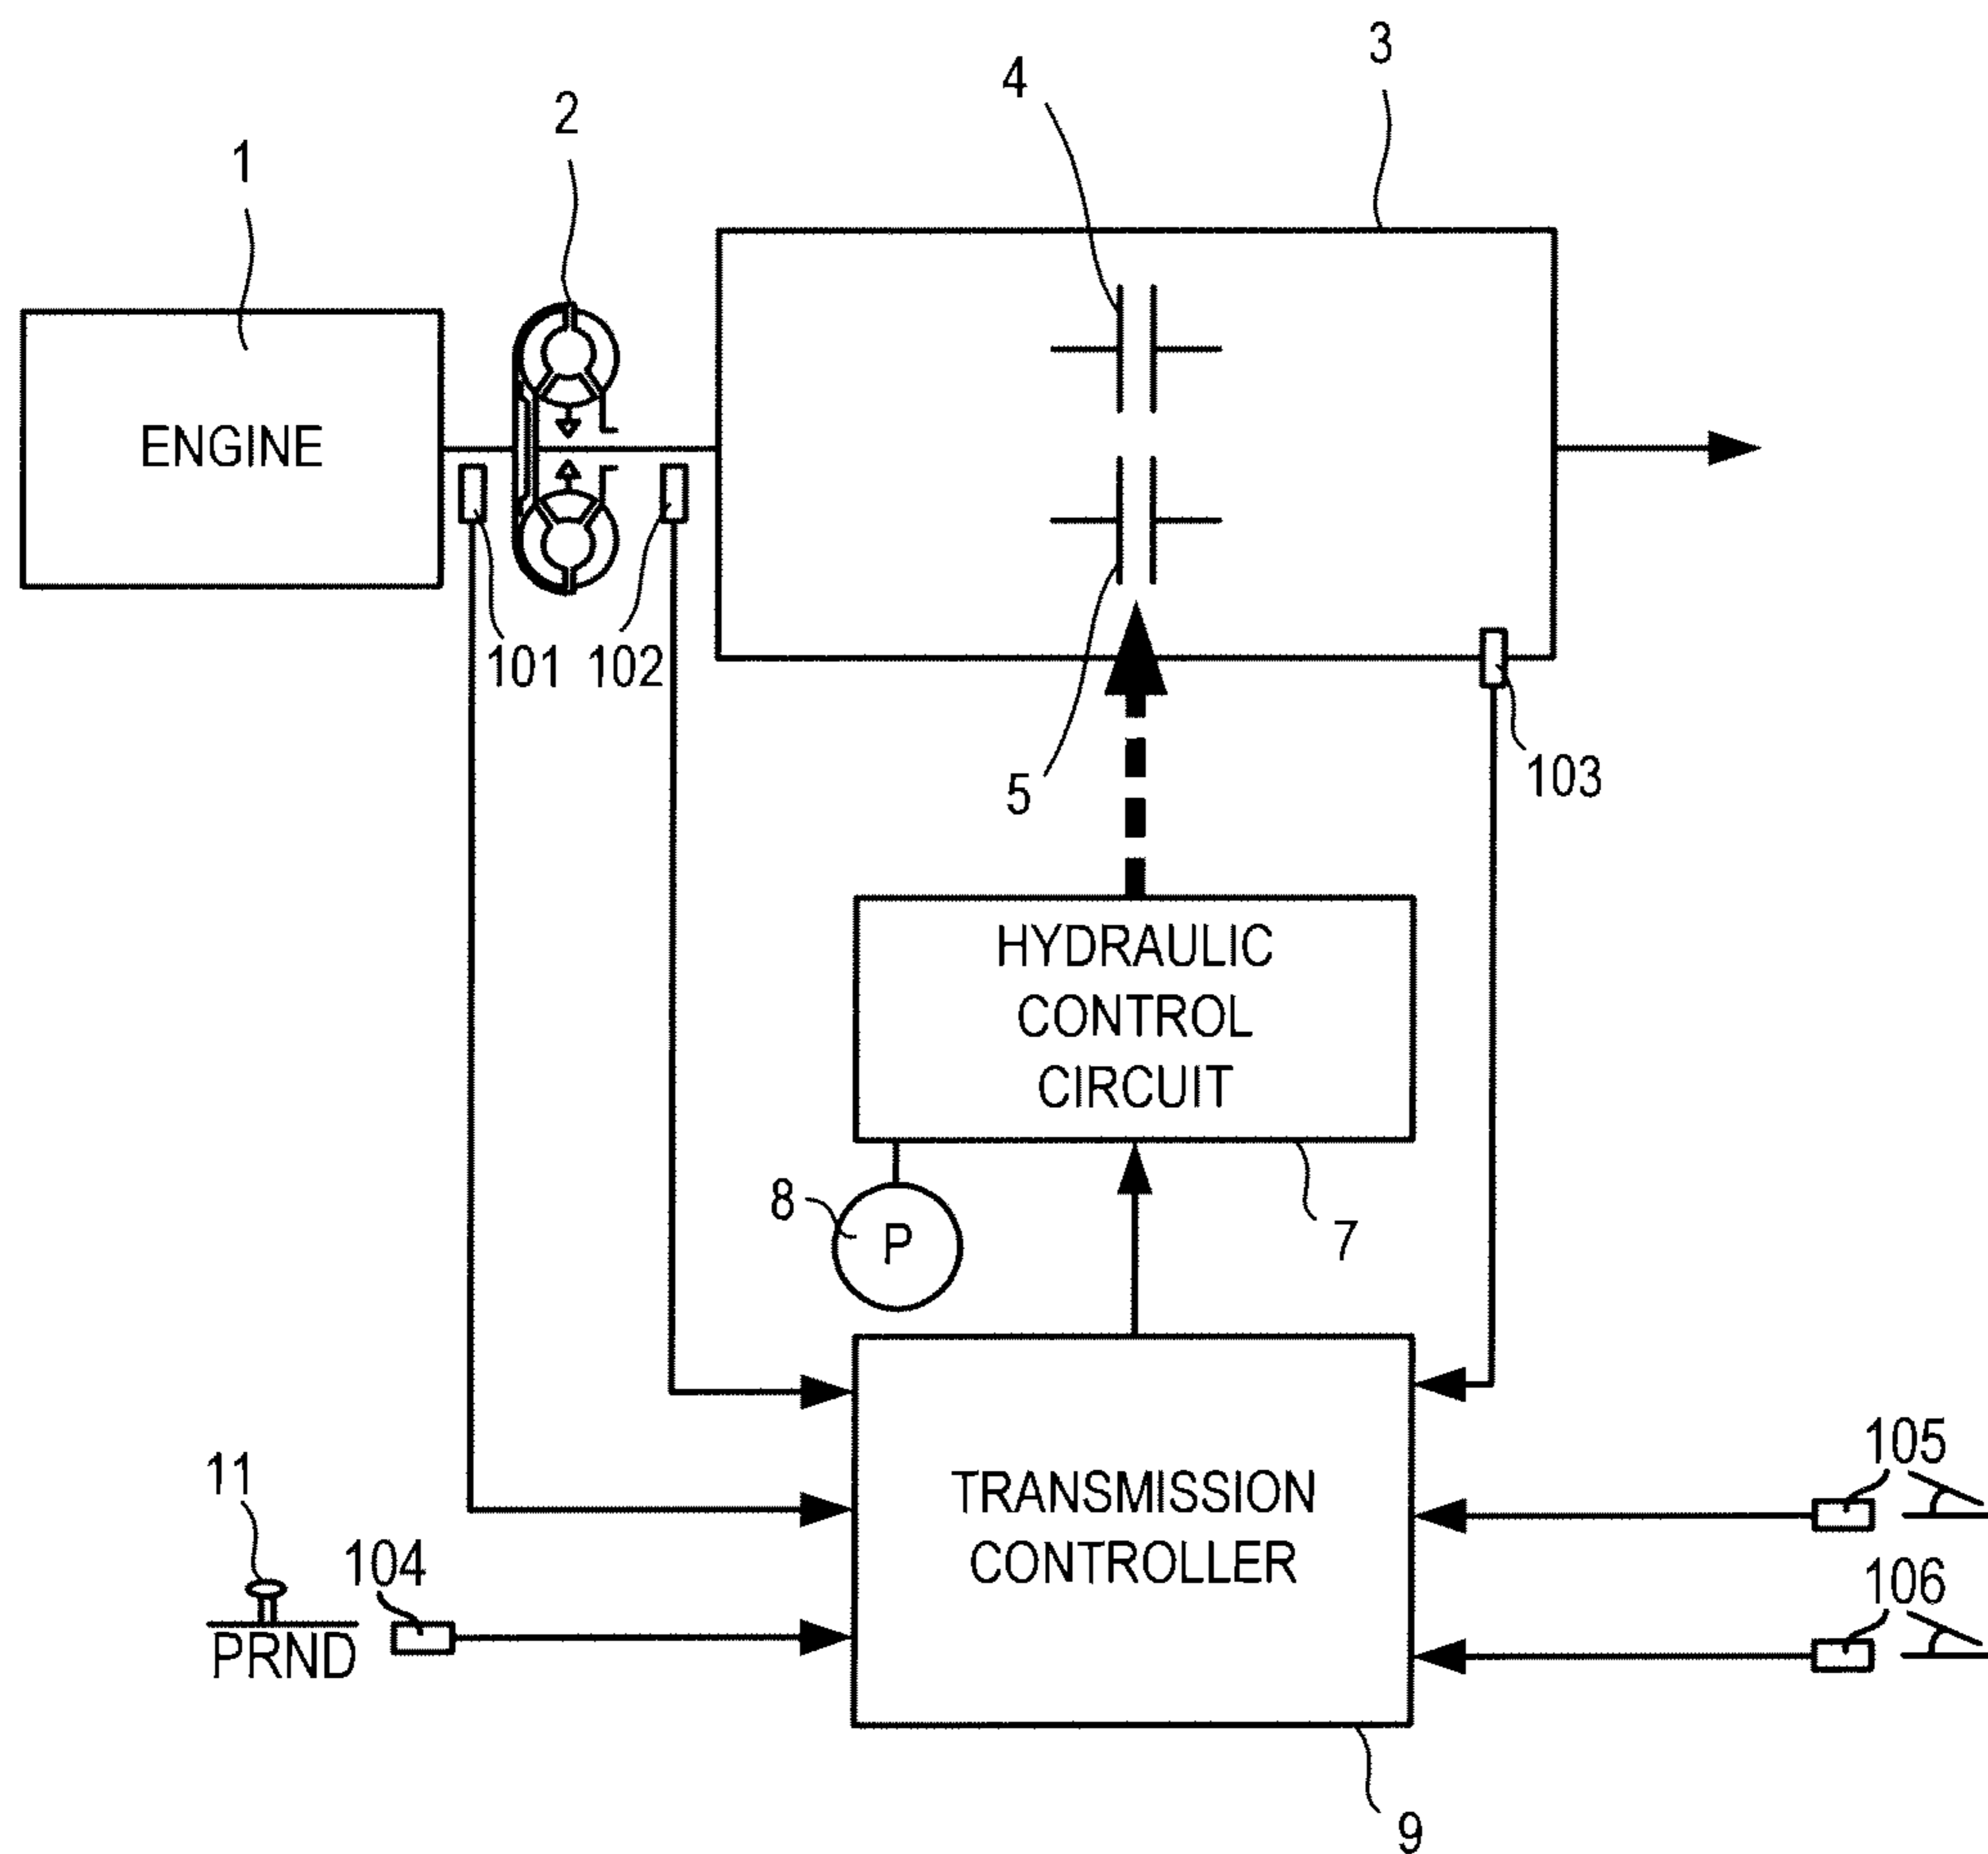 3
4
2
1
ENGINE
101
102
103
5
HYDRAULIC
CONTROL
CIRCUIT
8
P
7
105
11
TRANSMISSION
CONTROLLER
104
106
PRND
9